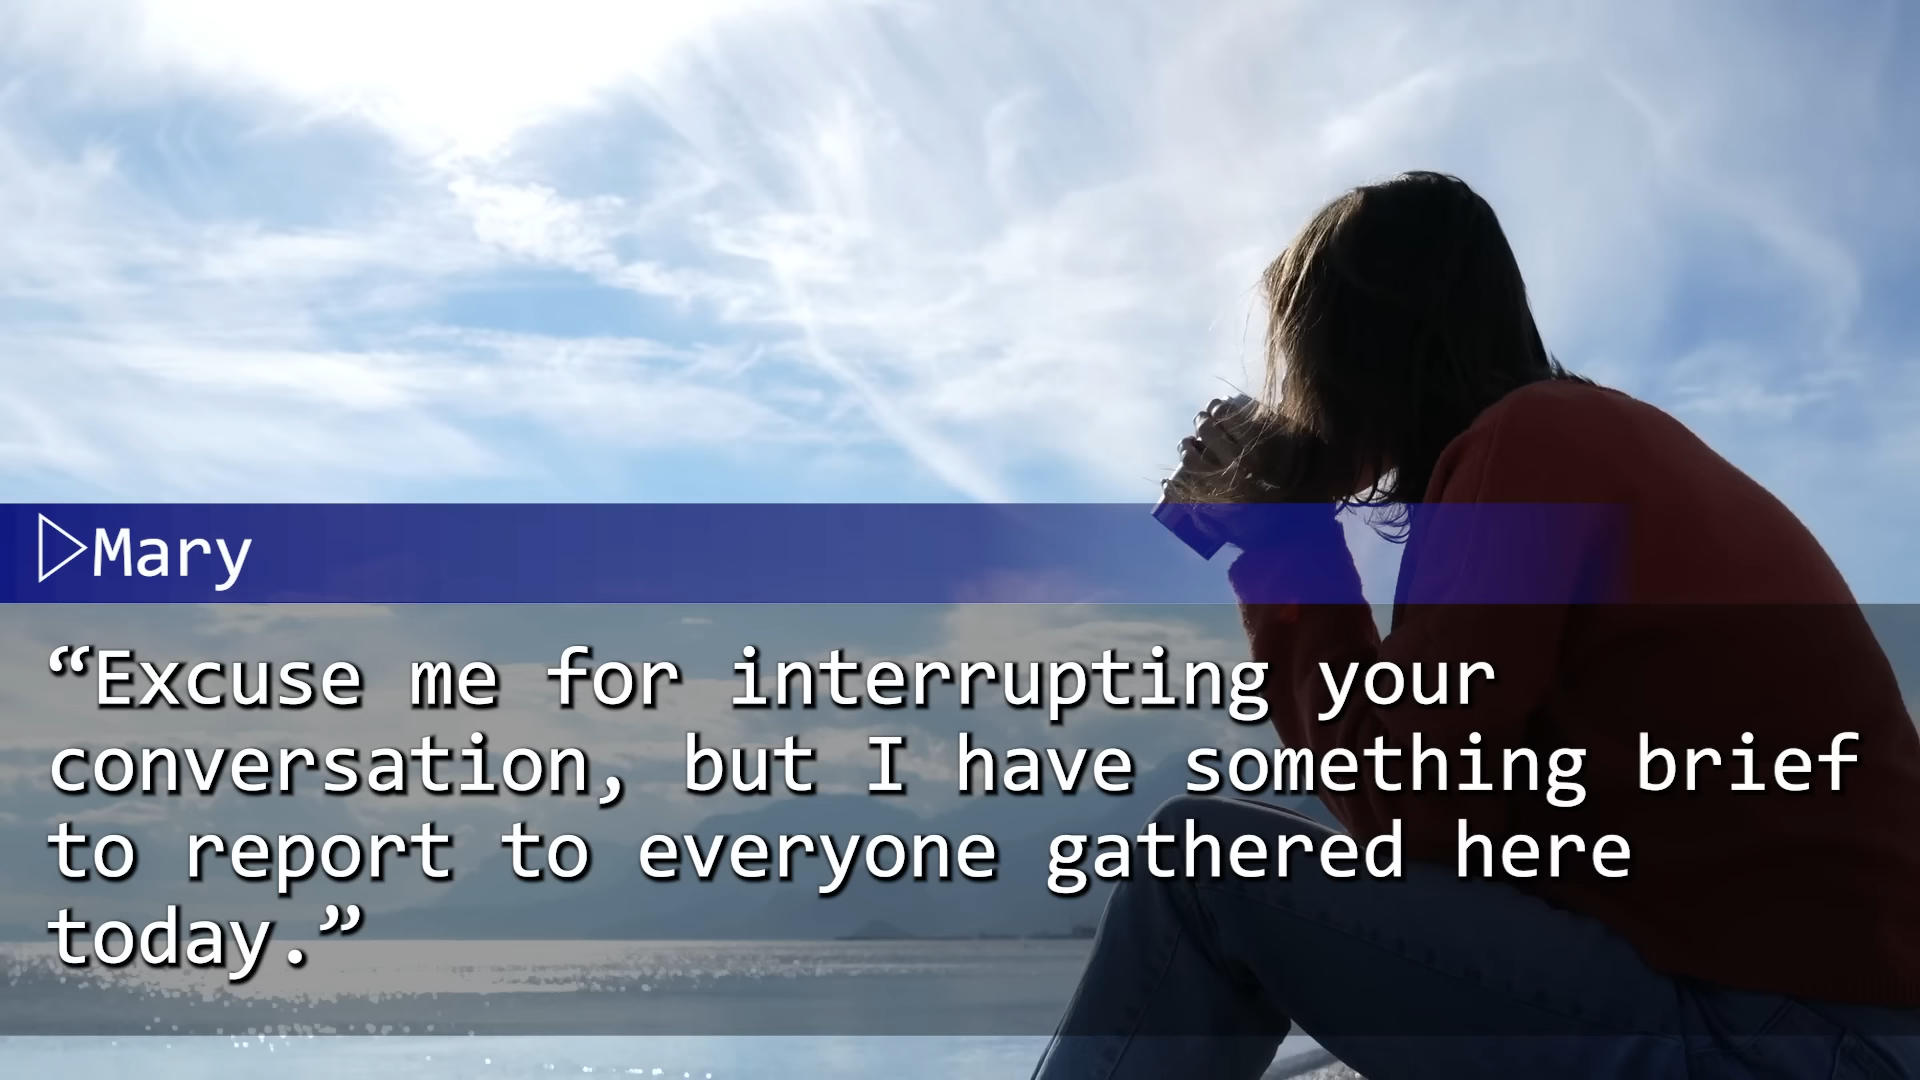 ▷Mary
“Excuse me for interrupting your
conversation, but I have something brief
to report to everyone gathered here
today.”